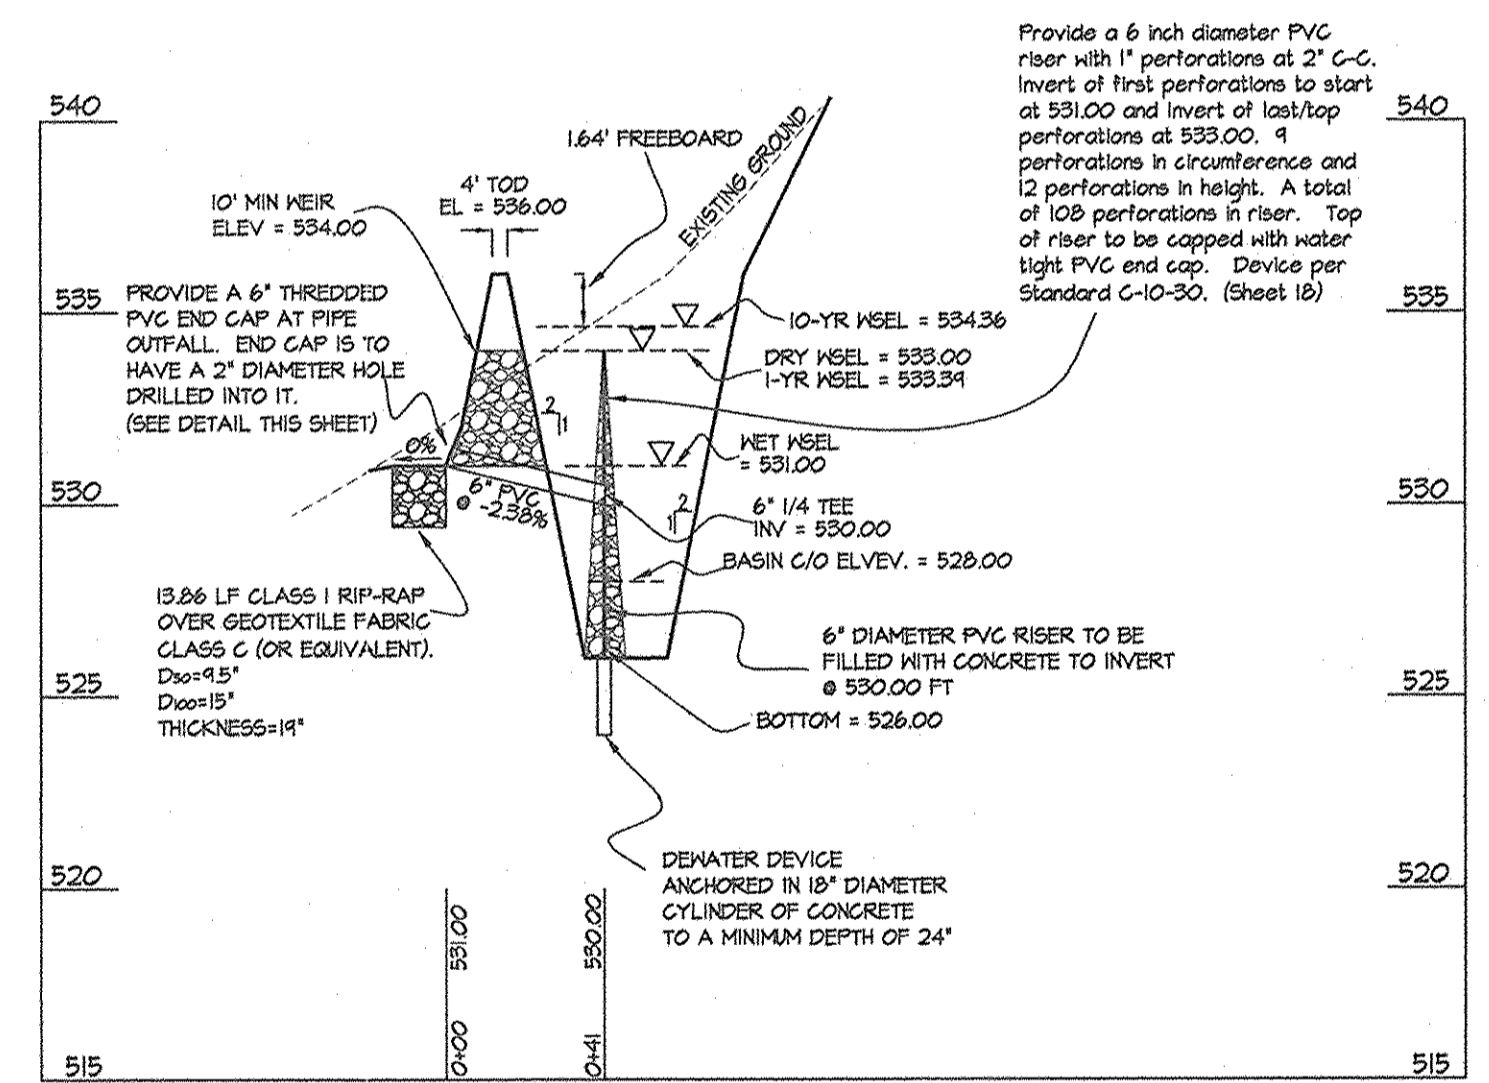 Provide a 6 inch diameter PVC
riser with 1" perforations at 2" C-C.
Invert of first perforations to start
at 531.00 and invert of last/top
perforations at 533.00. 9
perforations in circumference and
12 perforations in height. A total
of 108 perforations in riser. Top
of riser to be capped with water
tight PVC end cap. Device per
Standard C-10-30. (Sheet 18)
540
540
1.64' FREEBOARD
EXISTING GROUND
4' TOD
EL = 536.00
10' MIN WEIR
ELEV = 534.00
535
535
PROVIDE A 6" THREDDED
PVC END CAP AT PIPE
OUTFALL. END CAP IS TO
HAVE A 2" DIAMETER HOLE
DRILLED INTO IT.
(SEE DETAIL THIS SHEET)
10-YR WSEL = 534.36
DRY WSEL = 533.00
1-YR WSEL = 533.39
2
1
0%
WET WSEL
= 531.00
530
530
6" PVC
@ -2.38%
2
1
6" 1/4 TEE
INV = 530.00
BASIN C/O ELVEV. = 528.00
13.86 LF CLASS I RIP-RAP
OVER GEOTEXTILE FABRIC
CLASS C (OR EQUIVALENT).
D50=9.5"
D100=15"
THICKNESS=19"
6" DIAMETER PVC RISER TO BE
FILLED WITH CONCRETE TO INVERT
@ 530.00 FT
525
525
BOTTOM = 526.00
DEWATER DEVICE
ANCHORED IN 18" DIAMETER
CYLINDER OF CONCRETE
TO A MINIMUM DEPTH OF 24"
520
520
531.00
530.00
0+00
0+41
515
515